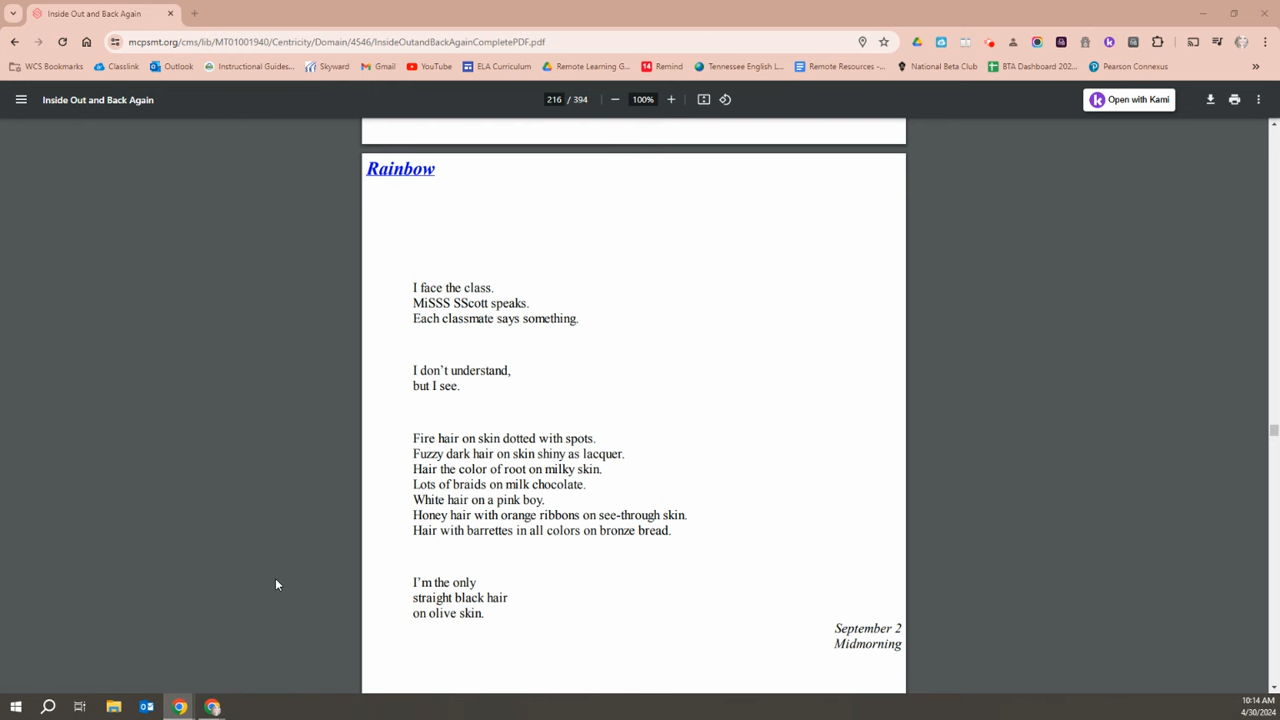 Inside Out and Back Again
mcpsmt.org/cms/lib/MT01001940/Centricity/Domain/4546/InsideOutandBackAgainCompletePDF.pdf
WCS Bookmarks Classlink Outlook Instructional Guides... Skyward Gmail YouTube ELA Curriculum Remote Learning G... Remind Tennessee English L... Remote Resources -... National Beta Club BTA Dashboard 202... Pearson Connexus
Inside Out and Back Again 216 / 394 100% Open with Kami
Rainbow
I face the class.
MiSSS SScott speaks.
Each classmate says something.
I don't understand,
but I see.
Fire hair on skin dotted with spots.
Fuzzy dark hair on skin shiny as lacquer.
Hair the color of root on milky skin.
Lots of braids on milk chocolate.
White hair on a pink boy.
Honey hair with orange ribbons on see-through skin.
Hair with barrettes in all colors on bronze bread.
I'm the only
straight black hair
on olive skin.
September 2
Midmorning
10:14 AM
4/30/2024